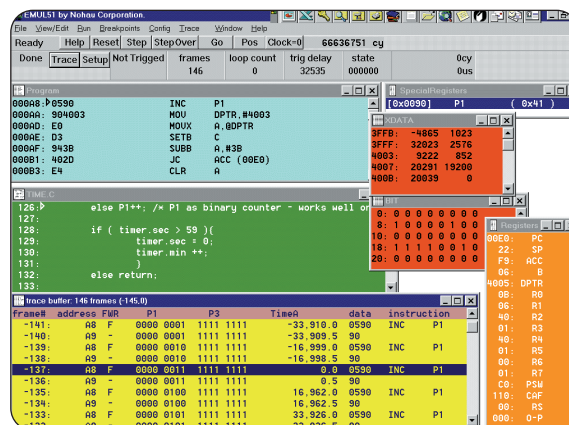 EMUL51 by Nohau Corporation.
File View/Edit Run Breakpoints Config Trace Window Help
Ready Help Reset Step StepOver Go Pos Clock=0 66636751 cy
Done Trace Setup Not Triggered frames loop count trig delay state 0cy
146 0 32535 000000 0us
Program
000A8: 0590 INC P1
000AA: 904003 MOV DPTR,#4003
000AD: E0 MOVX A,@DPTR
000AE: D3 SETB C
000AF: 943B SUBB A,#3B
000B1: 402D JC ACC (00E0)
000B3: E4 CLR A
SpecialRegisters
[0x0090] P1 ( 0x41 )
XDATA
3FFB: -4865 1023
3FFF: 32023 2576
4003: 9222 852
4007: 20291 19200
400B: 20039 0
TIME.C
126: else P1++; /* P1 as binary counter - works well on
127:
128: if ( timer.sec > 59 ){
129: timer.sec = 0;
130: timer.min ++;
131: }
132: else return;
133:
BIT
0: 0 0 0 0 0 0 0 0
8: 1 0 0 0 1 0 0
10: 0 0 0 0 0 0 0 0
18: 1 1 1 1 0 0 1 0
20: 0 0 0 0 0 0 0 0
Registers
00E0: PC
22: SP
F9: ACC
06: B
4005: DPTR
0B: R0
06: R1
01: R3
40: R4
01: R5
00: R6
01: R7
40: R2
C0: PSW
110: CAF
00: RS
000: O-P
trace buffer: 146 frames (-145,0)
frame# address FWR P1 P3 TimeA data instruction
-141: A8 F 0000 0001 1111 1111 -33,910.0 0590 INC P1
-140: A9 - 0000 0001 1111 1111 -33,909.5 90
-139: A8 F 0000 0010 1111 1111 -16,999.0 0590 INC P1
-138: A9 - 0000 0010 1111 1111 -16,998.5 90
-137: A8 F 0000 0011 1111 1111 0.0 0590 INC P1
-136: A9 - 0000 0011 1111 1111 0.5 90
-135: A8 F 0000 0100 1111 1111 16,962.0 0590 INC P1
-134: A9 - 0000 0100 1111 1111 16,962.5 90
-133: A8 F 0000 0101 1111 1111 33,926.0 0590 INC P1